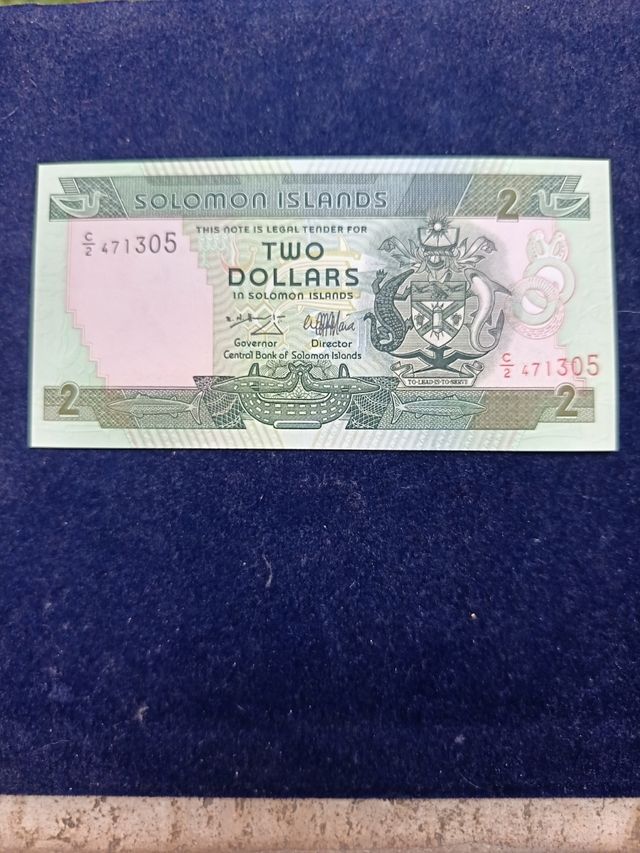 SOLOMON ISLANDS 2
C/2 471305
THIS NOTE IS LEGAL TENDER FOR
TWO
DOLLARS
IN SOLOMON ISLANDS
Governor Director
Central Bank of Solomon Islands
C/2 471305
TO-LEAD-IS-TO-SERVE
2 2